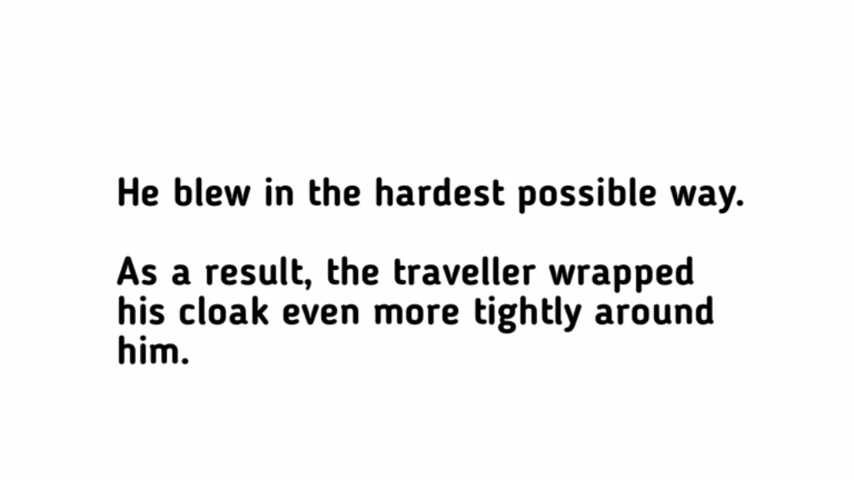 He blew in the hardest possible way.
As a result, the traveller wrapped
his cloak even more tightly around
him.